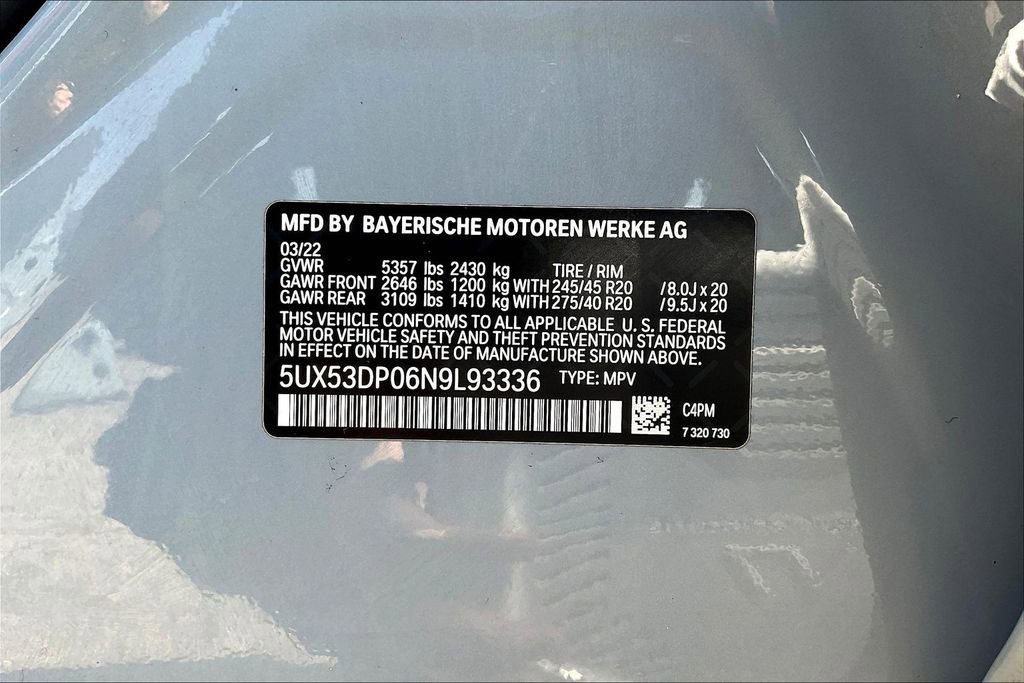 MFD BY BAYERISCHE MOTOREN WERKE AG
03/22
GVWR 5357 lbs 2430 kg TIRE / RIM
GAWR FRONT 2646 lbs 1200 kg WITH 245/45 R20 /8.0J x 20
GAWR REAR 3109 lbs 1410 kg WITH 275/40 R20 /9.5J x 20
THIS VEHICLE CONFORMS TO ALL APPLICABLE U. S. FEDERAL
MOTOR VEHICLE SAFETY AND THEFT PREVENTION STANDARDS
IN EFFECT ON THE DATE OF MANUFACTURE SHOWN ABOVE.
5UX53DP06N9L93336 TYPE: MPV
C4PM
7 320 730